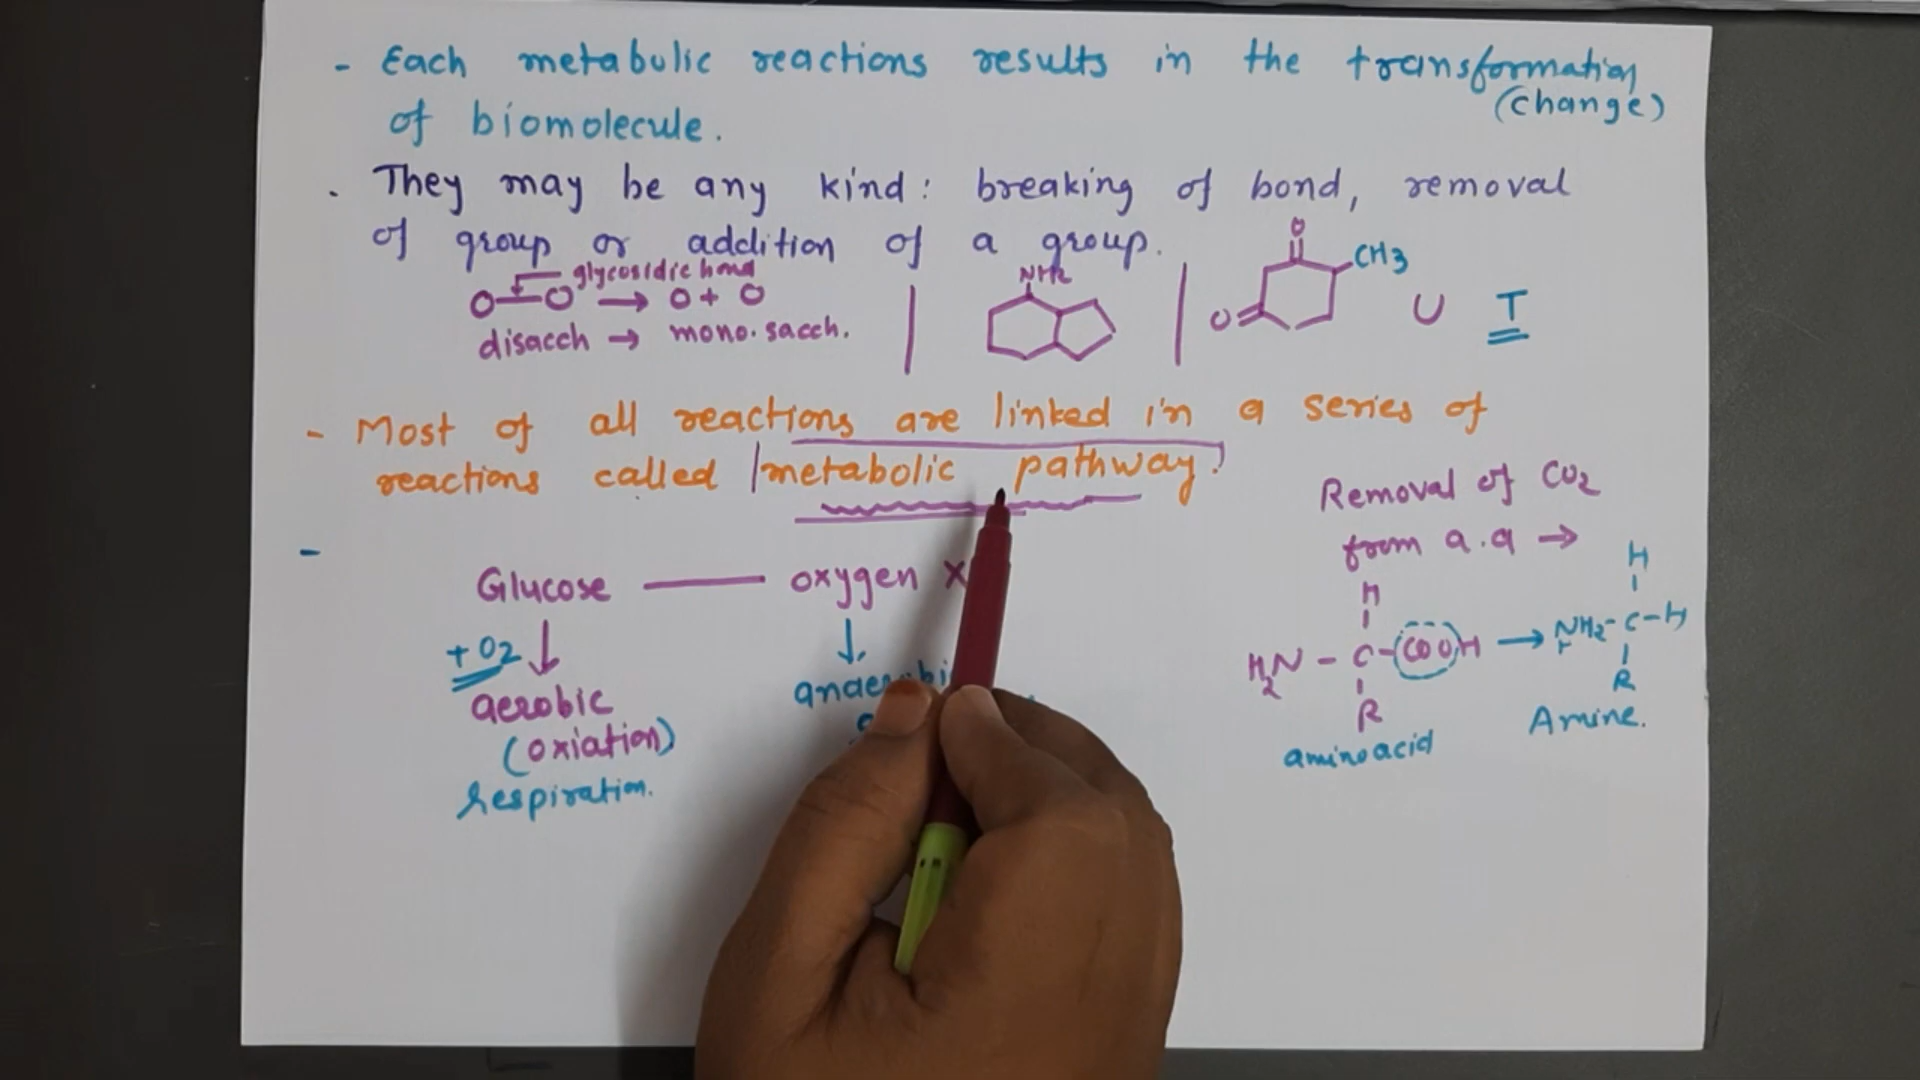 - Each metabulic reactions results in the transformation
(change)
of biomolecule.
. They may be any kind: breaking of bond, removal
of group or addition of a group.
glycosidic bond
O—O → O + O
disacch → mono. sacch.
NH2
O
CH3
O
U T
- Most of all reactions are linked in a series of
reactions called metabolic pathway.
Removal of CO2
from a.a →
-
Glucose — oxygen x
+ O2 ↓
aerobic
(oxiation)
respiration.
↓
H
H2N - C - COOH → NH2 - C - H
R
aminoacid
H
R
Amine.